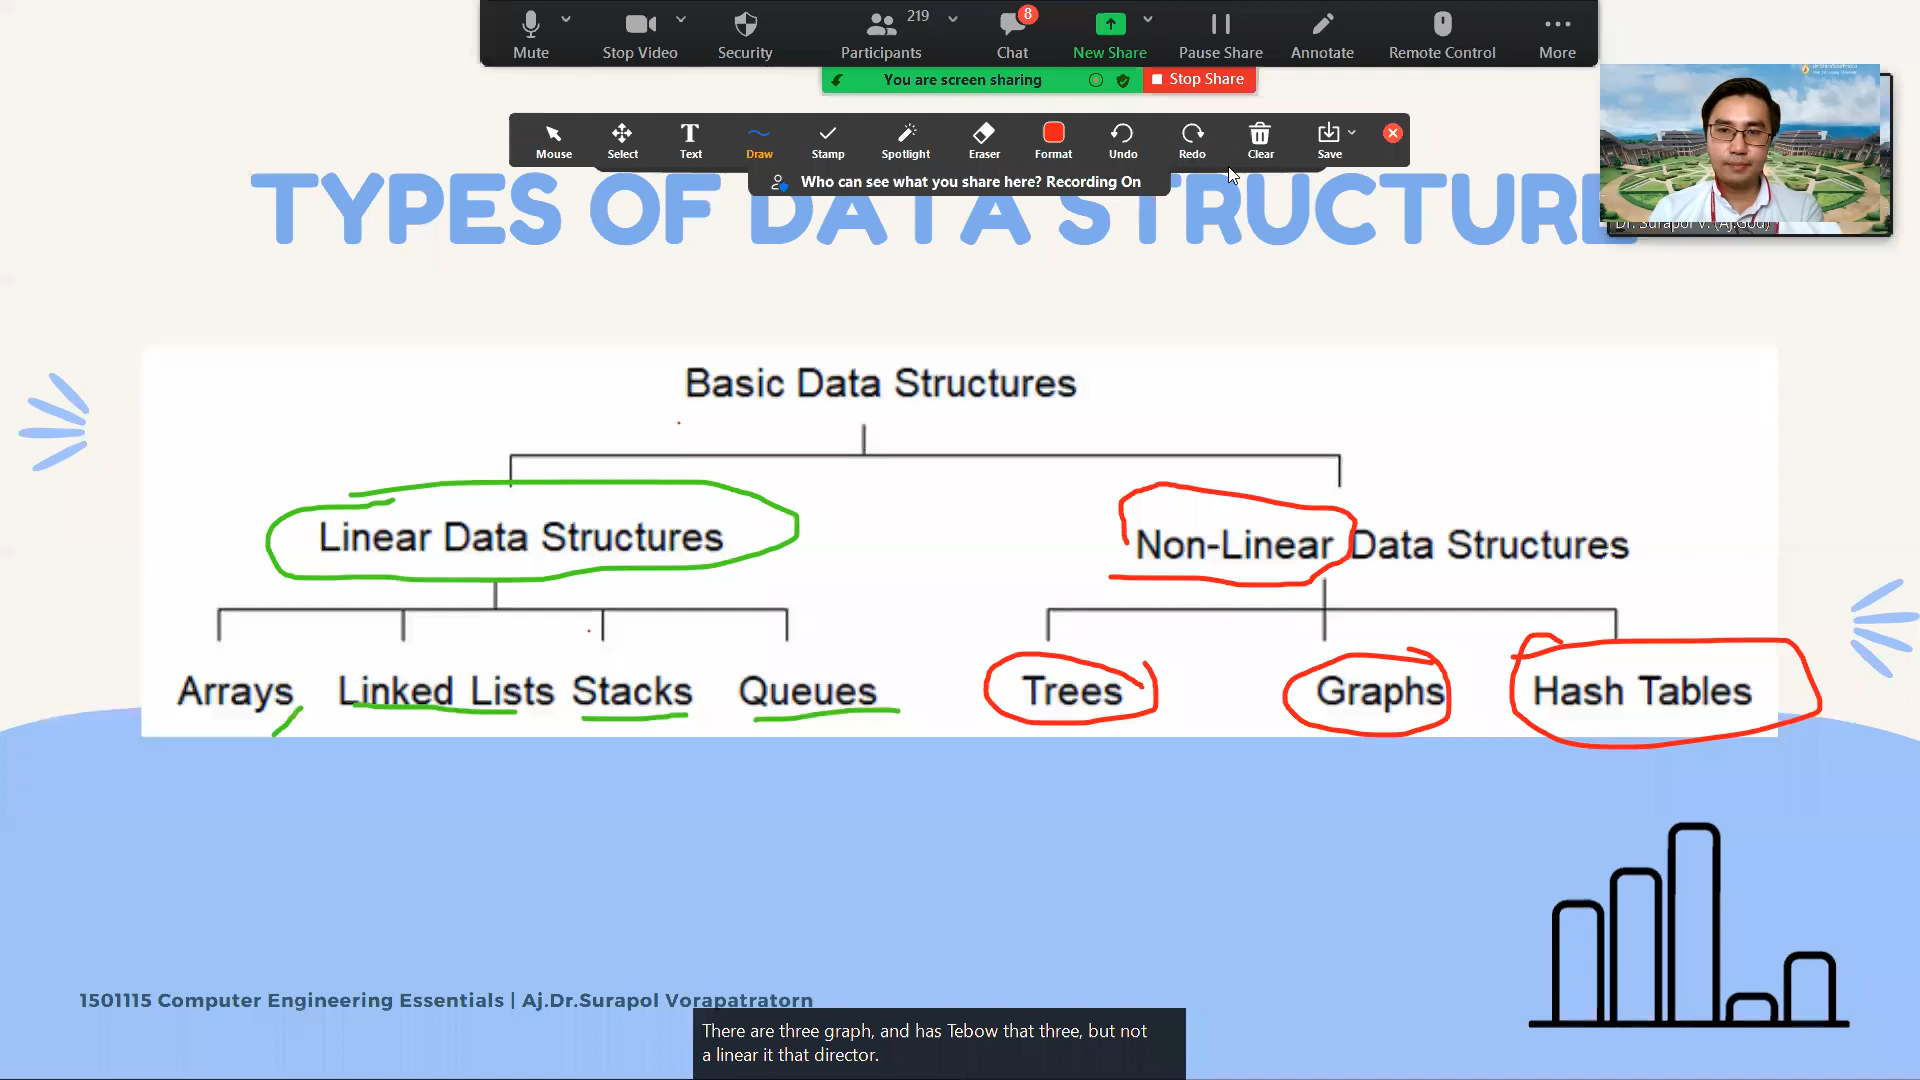 Mute
Stop Video
Security
Participants
219
Chat
8
New Share
Pause Share
Annotate
Remote Control
More
You are screen sharing
Stop Share
Mouse
Select
Text
Draw
Stamp
Spotlight
Eraser
Format
Undo
Redo
Clear
Save
Who can see what you share here? Recording On
TYPES OF DATA STRUCTURE
Dr. Surapol V. (Aj.God)
Basic Data Structures
Linear Data Structures
Non-Linear Data Structures
Arrays
Linked Lists
Stacks
Queues
Trees
Graphs
Hash Tables
1501115 Computer Engineering Essentials | Aj.Dr.Surapol Vorapatratorn
There are three graph, and has Tebow that three, but not
a linear it that director.